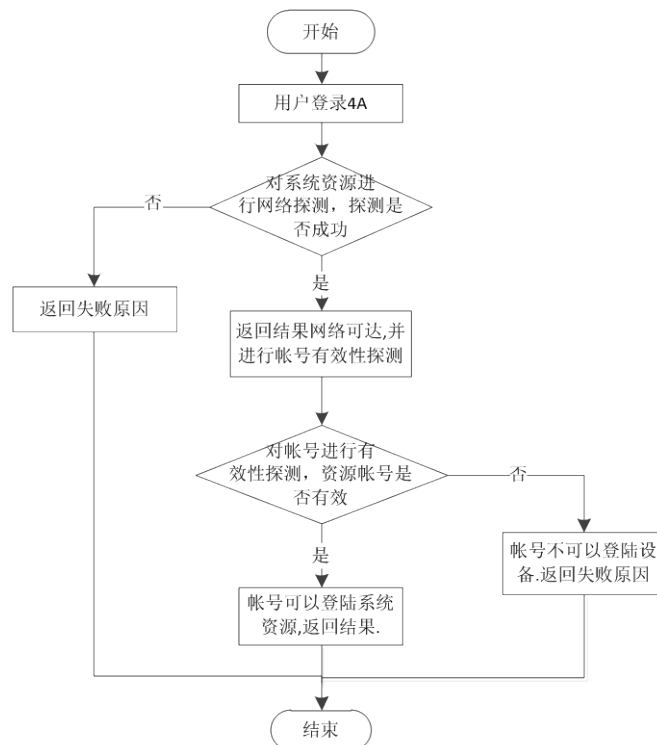 开始
用户登录4A
对系统资源进
行网络探测，探测是
否成功
否
是
返回失败原因
返回结果网络可达,并
进行帐号有效性探测
对帐号进行有
效性探测，资源帐号是
否有效
否
是
帐号不可以登陆设
备.返回失败原因
帐号可以登陆系统
资源,返回结果.
结束